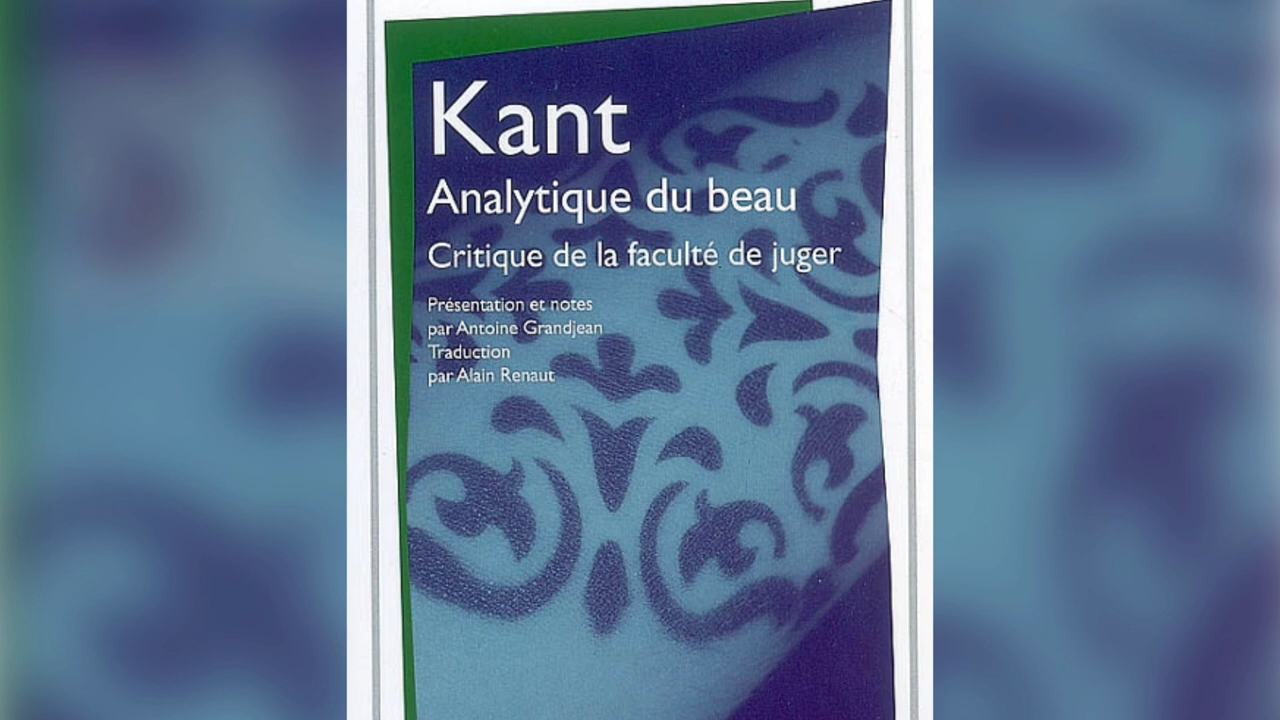 Kant
Analytique du beau
Critique de la faculté de juger
Présentation et notes
par Antoine Grandjean
Traduction
par Alain Renaut